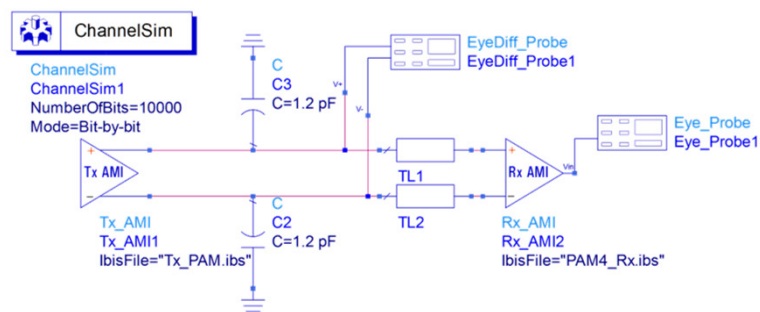 ChannelSim
ChannelSim
ChannelSim1
NumberOfBits=10000
Mode=Bit-by-bit
C
C3
C=1.2 pF
V+
V-
EyeDiff_Probe
EyeDiff_Probe1
Eye_Probe
Eye_Probe1
+
Tx AMI
−
Tx_AMI
Tx_AMI1
IbisFile="Tx_PAM.ibs"
C
C2
C=1.2 pF
TL1
TL2
+
Rx AMI
−
Vin
Rx_AMI
Rx_AMI2
IbisFile="PAM4_Rx.ibs"